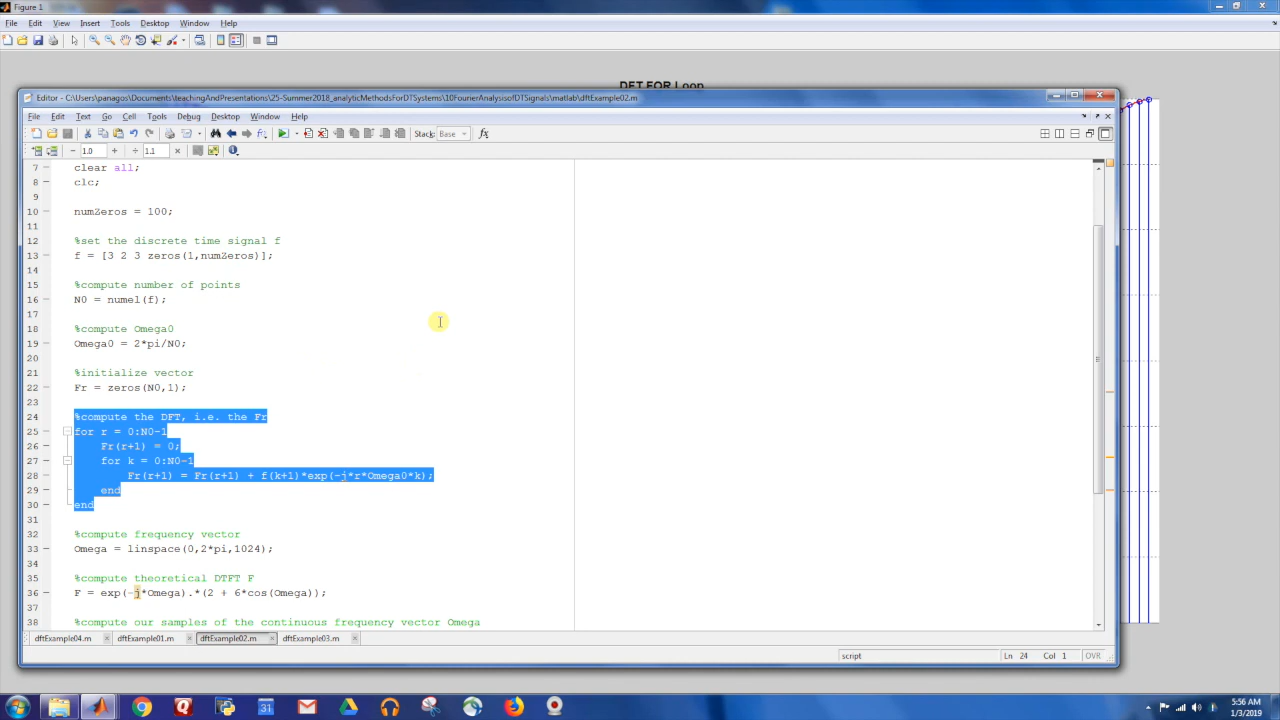 Figure 1
File Edit View Insert Tools Desktop Window Help
DFT FOR Loop
Editor - C:\Users\panagos\Documents\teachingAndPresentations\25-Summer2018_analyticMethodsForDTSystems\10FourierAnalysisofDTSignals\matlab\dftExample02.m
File Edit Text Go Cell Tools Debug Desktop Window Help
Stack: Base fx
− 1.0 + ÷ 1.1 ×
7 clear all;
8 clc;
9
10 numZeros = 100;
11
12 %set the discrete time signal f
13 f = [3 2 3 zeros(1,numZeros)];
14
15 %compute number of points
16 N0 = numel(f);
17
18 %compute Omega0
19 Omega0 = 2*pi/N0;
20
21 %initialize vector
22 Fr = zeros(N0,1);
23
24 %compute the DFT, i.e. the Fr
25 for r = 0:N0-1
26 Fr(r+1) = 0;
27 for k = 0:N0-1
28 Fr(r+1) = Fr(r+1) + f(k+1)*exp(-j*r*Omega0*k);
29 end
30 end
31
32 %compute frequency vector
33 Omega = linspace(0,2*pi,1024);
34
35 %compute theoretical DTFT F
36 F = exp(-j*Omega).*(2 + 6*cos(Omega));
37
38 %compute our samples of the continuous frequency vector Omega
dftExample04.m dftExample01.m dftExample02.m dftExample03.m
script Ln 24 Col 1 OVR
31
5:56 AM
1/3/2019